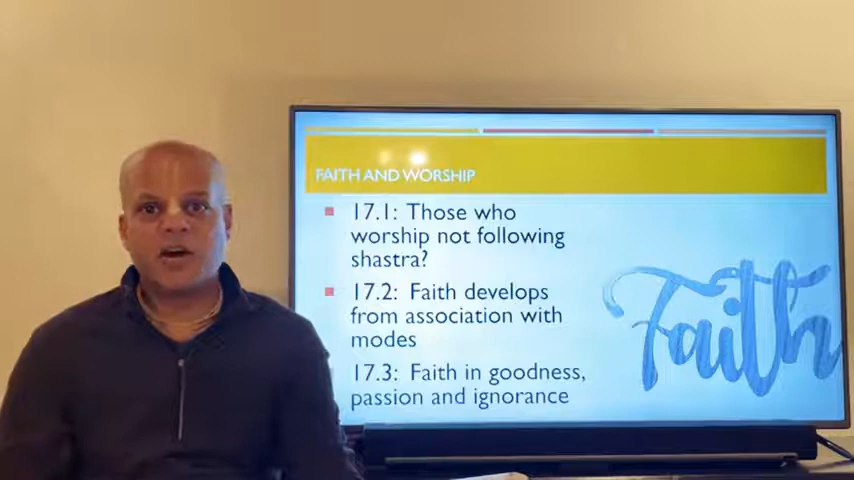 FAITH AND WORSHIP
17.1: Those who
worship not following
shastra?
17.2: Faith develops
from association with
modes
17.3: Faith in goodness,
passion and ignorance
Faith